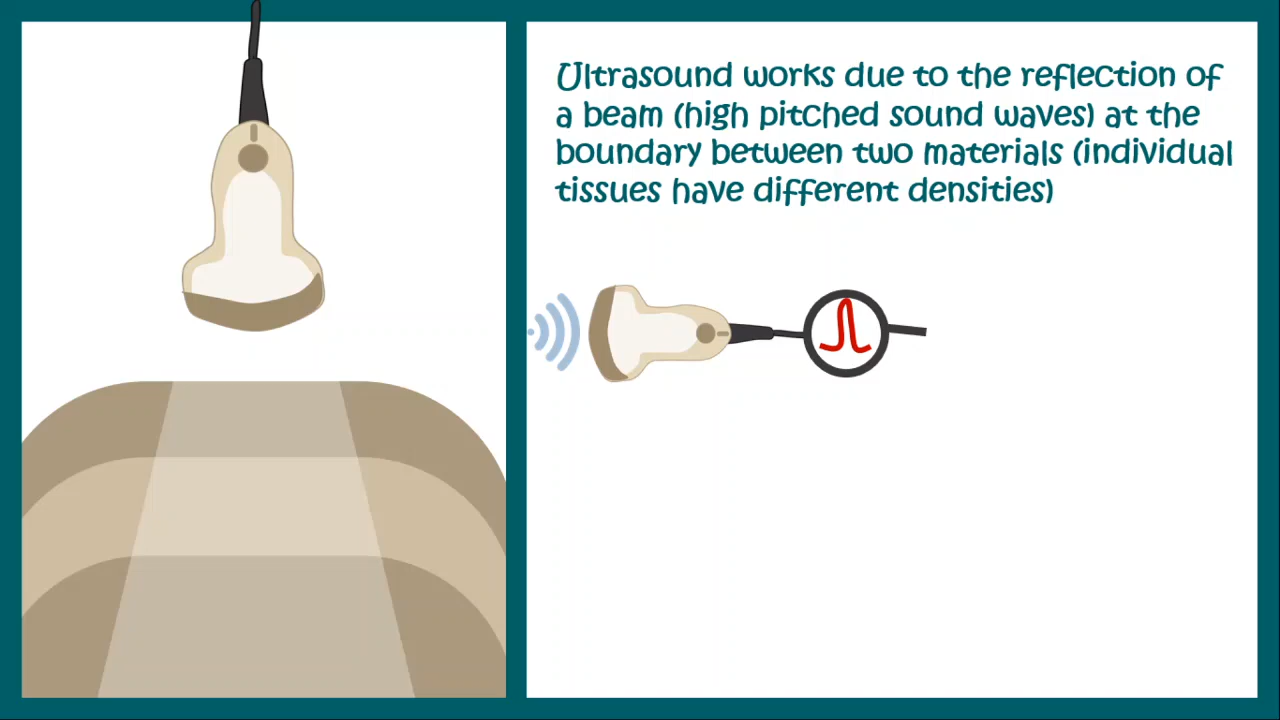 Ultrasound works due to the reflection of
a beam (high pitched sound waves) at the
boundary between two materials (individual
tissues have different densities)